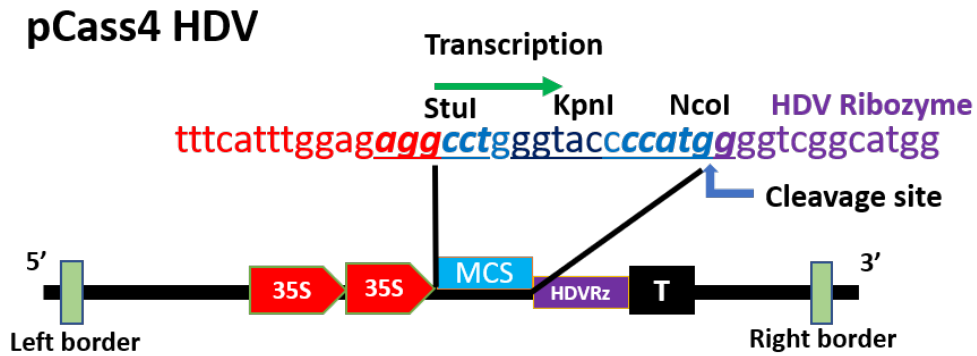 pCass4 HDV
Transcription
StuI KpnI NcoI HDV Ribozyme
tttcatttggagaggcctgggtacccccatggggtcggcatgg
Cleavage site
5’ 3’
35S 35S MCS HDVRz T
Left border Right border